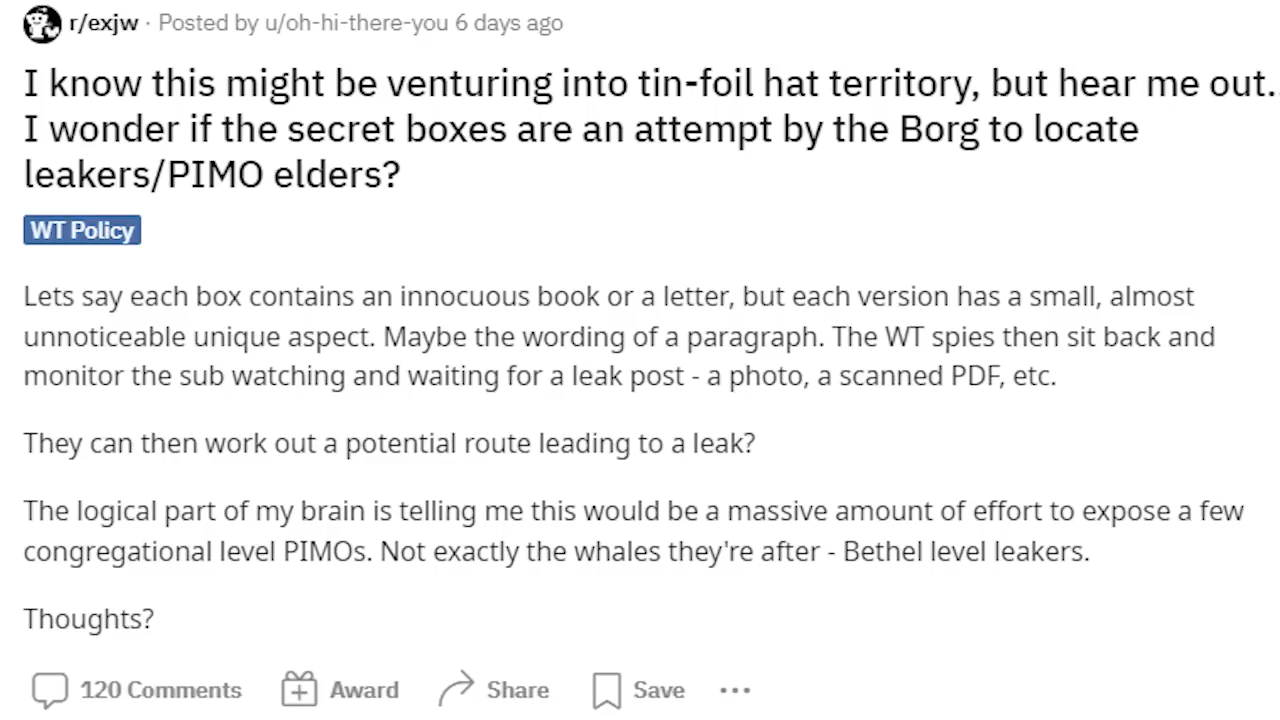 r/exjw · Posted by u/oh-hi-there-you 6 days ago
I know this might be venturing into tin-foil hat territory, but hear me out..
I wonder if the secret boxes are an attempt by the Borg to locate
leakers/PIMO elders?
WT Policy
Lets say each box contains an innocuous book or a letter, but each version has a small, almost
unnoticeable unique aspect. Maybe the wording of a paragraph. The WT spies then sit back and
monitor the sub watching and waiting for a leak post - a photo, a scanned PDF, etc.
They can then work out a potential route leading to a leak?
The logical part of my brain is telling me this would be a massive amount of effort to expose a few
congregational level PIMOs. Not exactly the whales they're after - Bethel level leakers.
Thoughts?
120 Comments Award Share Save